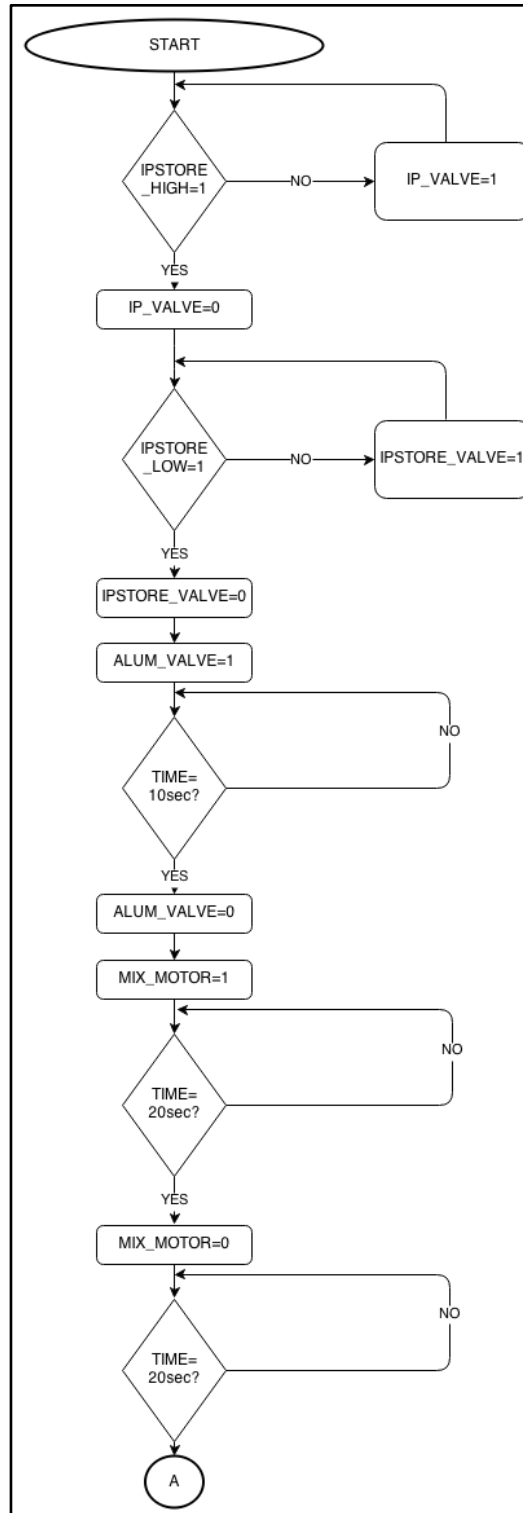 START
IPSTORE
_HIGH=1
NO
IP_VALVE=1
YES
IP_VALVE=0
IPSTORE
_LOW=1
NO
IPSTORE_VALVE=1
YES
IPSTORE_VALVE=0
ALUM_VALVE=1
NO
TIME=
10sec?
YES
ALUM_VALVE=0
MIX_MOTOR=1
NO
TIME=
20sec?
YES
MIX_MOTOR=0
NO
TIME=
20sec?
A